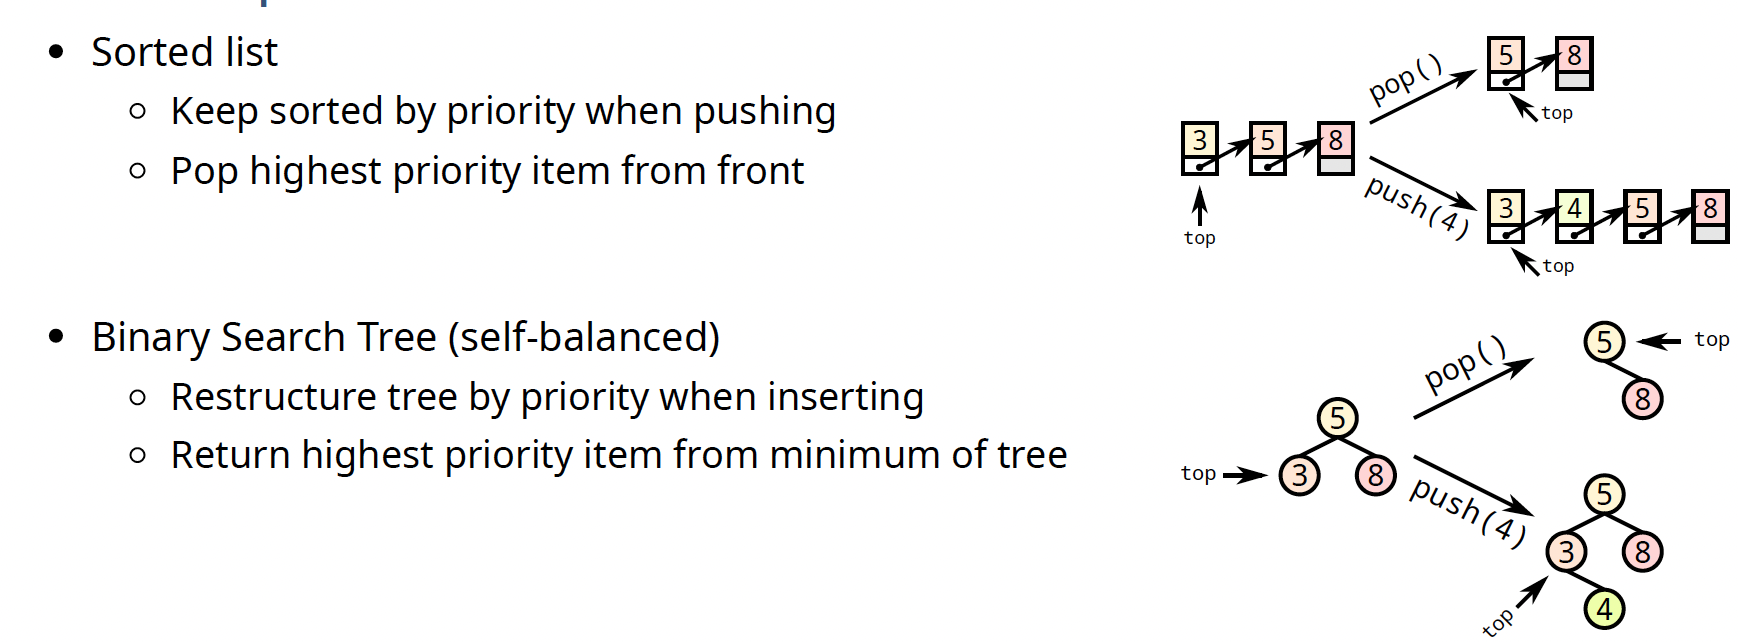 • Sorted list
○ Keep sorted by priority when pushing
○ Pop highest priority item from front
pop()
5 8
top
3 5 8
top
push(4)
3 4 5 8
top
• Binary Search Tree (self-balanced)
○ Restructure tree by priority when inserting
○ Return highest priority item from minimum of tree
pop()
5
top
8
5
top
3 8
push(4)
5
3 8
4
top